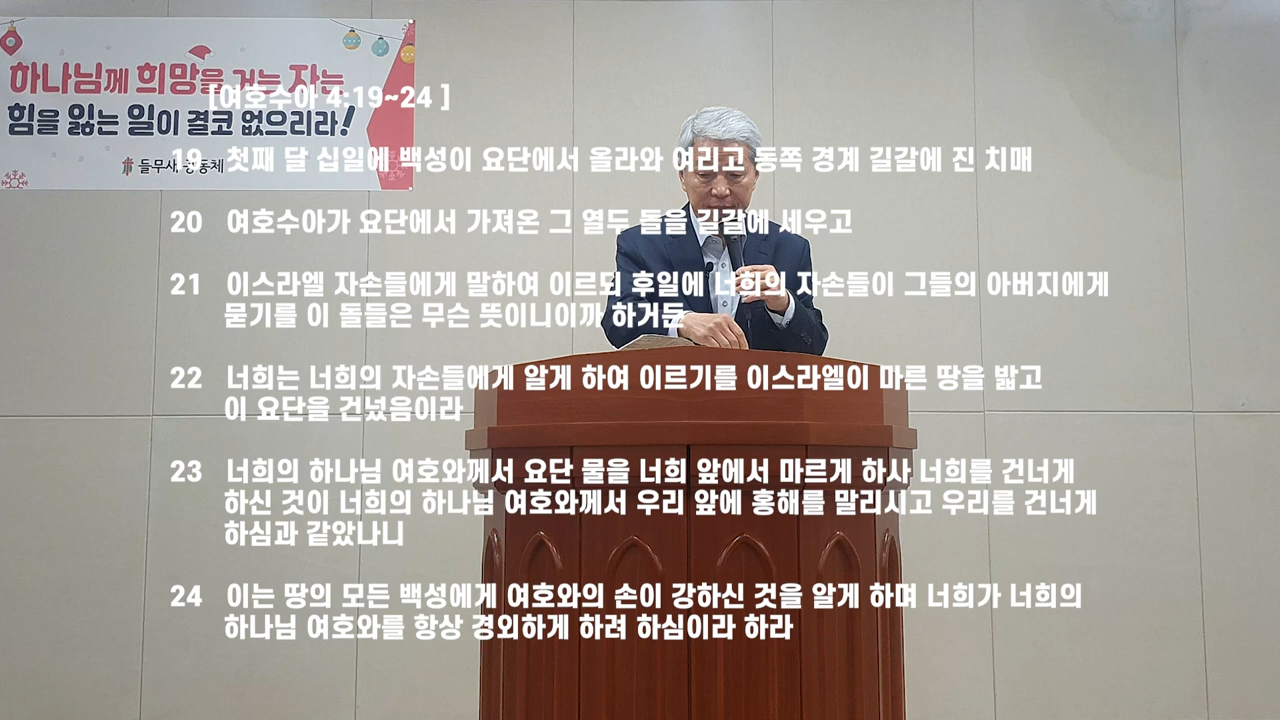 하나님께 희망을 거는 자는
힘을 잃는 일이 결코 없으리라!
들무새 공동체
[여호수아 4:19~24 ]
19 첫째 달 십일에 백성이 요단에서 올라와 여리고 동쪽 경계 길갈에 진 치매
20 여호수아가 요단에서 가져온 그 열두 돌을 길갈에 세우고
21 이스라엘 자손들에게 말하여 이르되 후일에 너희의 자손들이 그들의 아버지에게
묻기를 이 돌들은 무슨 뜻이니이까 하거든
22 너희는 너희의 자손들에게 알게 하여 이르기를 이스라엘이 마른 땅을 밟고
이 요단을 건넜음이라
23 너희의 하나님 여호와께서 요단 물을 너희 앞에서 마르게 하사 너희를 건너게
하신 것이 너희의 하나님 여호와께서 우리 앞에 홍해를 말리시고 우리를 건너게
하심과 같았나니
24 이는 땅의 모든 백성에게 여호와의 손이 강하신 것을 알게 하며 너희가 너희의
하나님 여호와를 항상 경외하게 하려 하심이라 하라